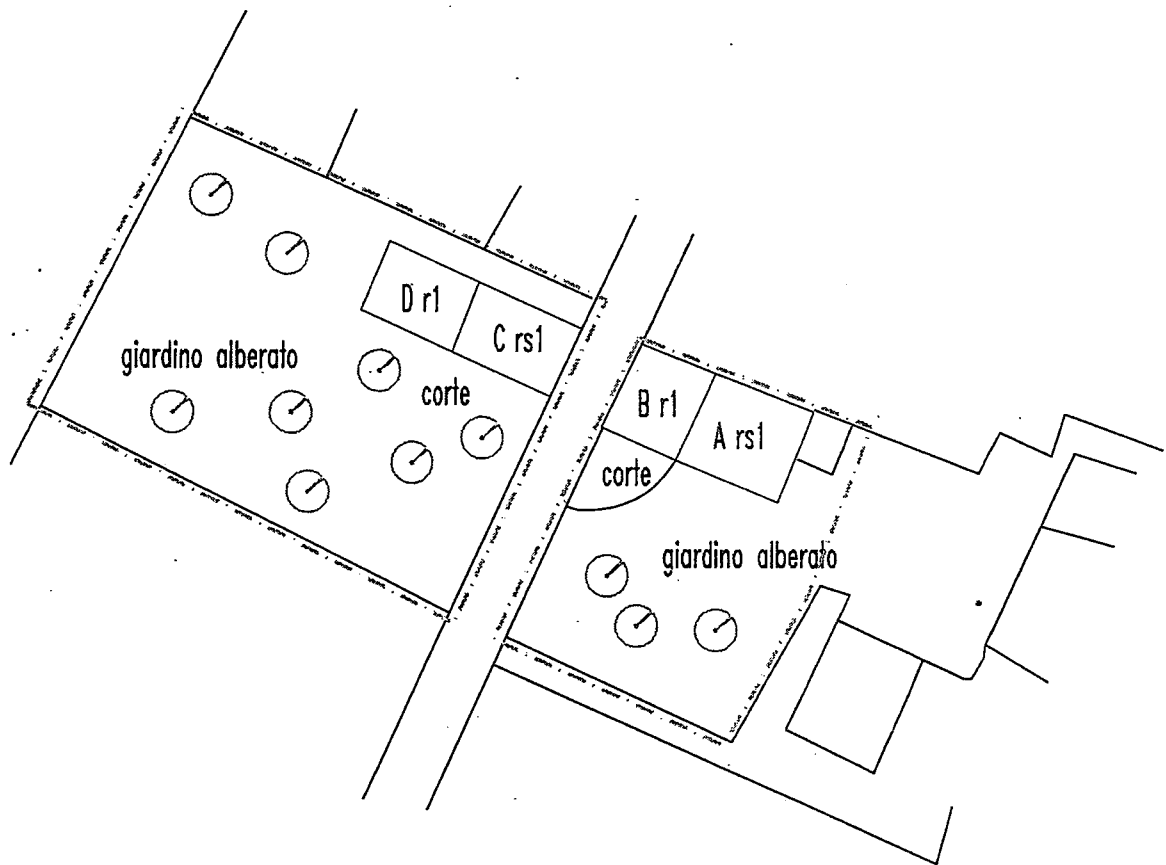 D r1
C rs1
giardino alberato
corte
B r1
A rs1
corte
giardino alberato